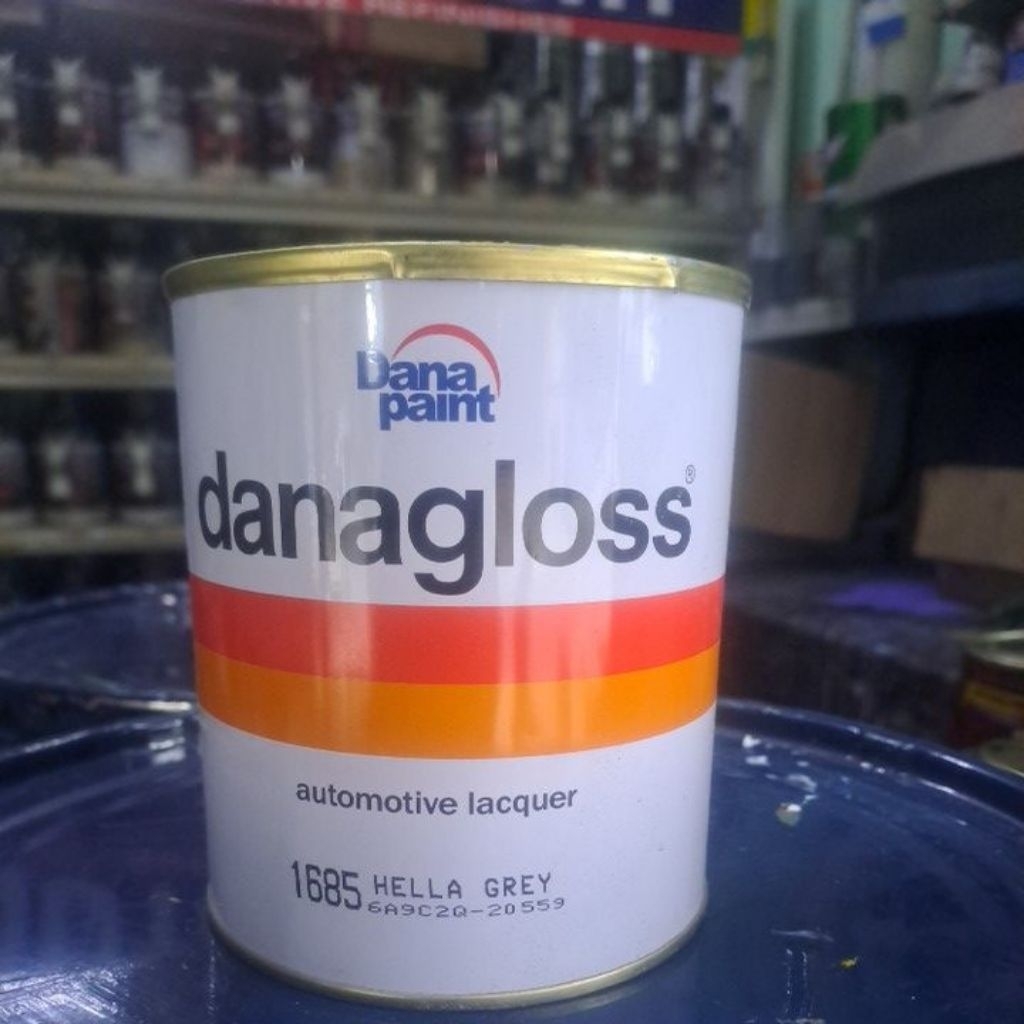 Dana
paint
danagloss®
automotive lacquer
1685 HELLA GREY
6A9C2Q-20559